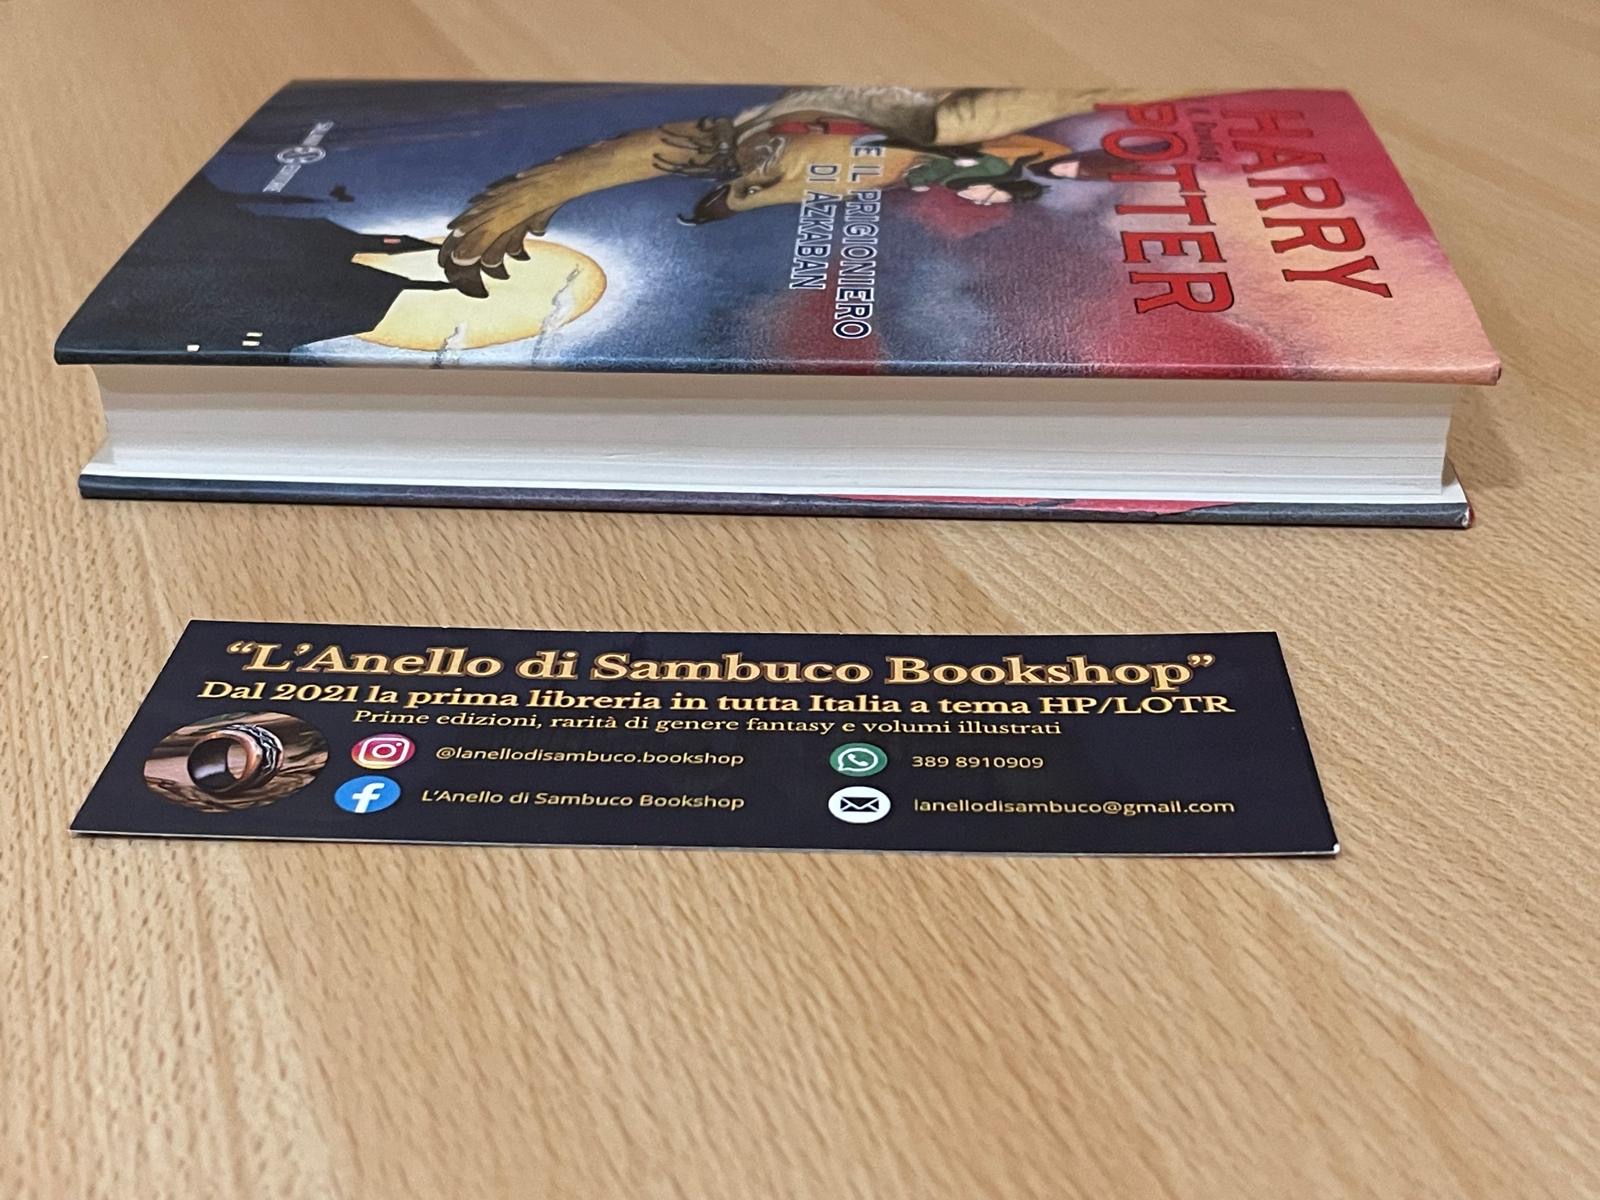 HARRY
POTTER
E IL PRIGIONIERO
DI AZKABAN
“L’Anello di Sambuco Bookshop”
Dal 2021 la prima libreria in tutta Italia a tema HP/LOTR
Prime edizioni, rarità di genere fantasy e volumi illustrati
@lanellodisambuco.bookshop
389 8910909
L’Anello di Sambuco Bookshop
lanellodisambuco@gmail.com